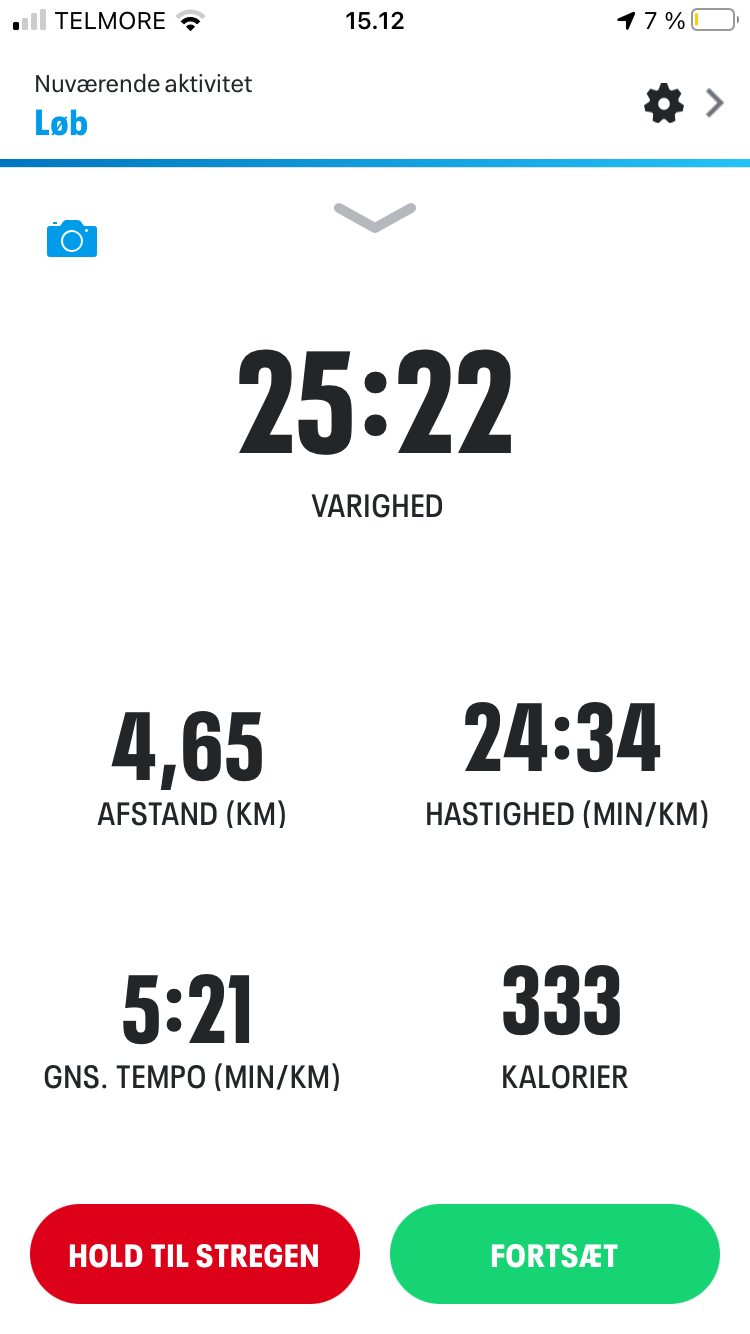 TELMORE 15.12 7 %
Nuværende aktivitet
Løb
25:22
VARIGHED
4,65 24:34
AFSTAND (KM) HASTIGHED (MIN/KM)
5:21 333
GNS. TEMPO (MIN/KM) KALORIER
HOLD TIL STREGEN FORTSÆT